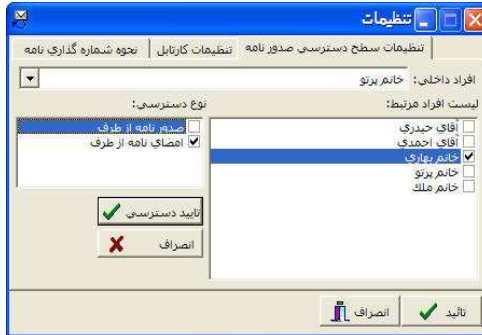 تنظیمات
تنظیمات سطح دسترسی صدور نامه
تنظیمات کارتابل
نحوه شماره گذاری نامه
افراد داخلی: خانم پرتو
لیست افراد مرتبط:
آقای حیدری
آقای احمدی
خانم بهاری
خانم پرتو
خانم ملك
نوع دسترسی:
صدور نامه از طرف
امضای نامه از طرف
تایید دسترسی
انصراف
تائید
انصراف